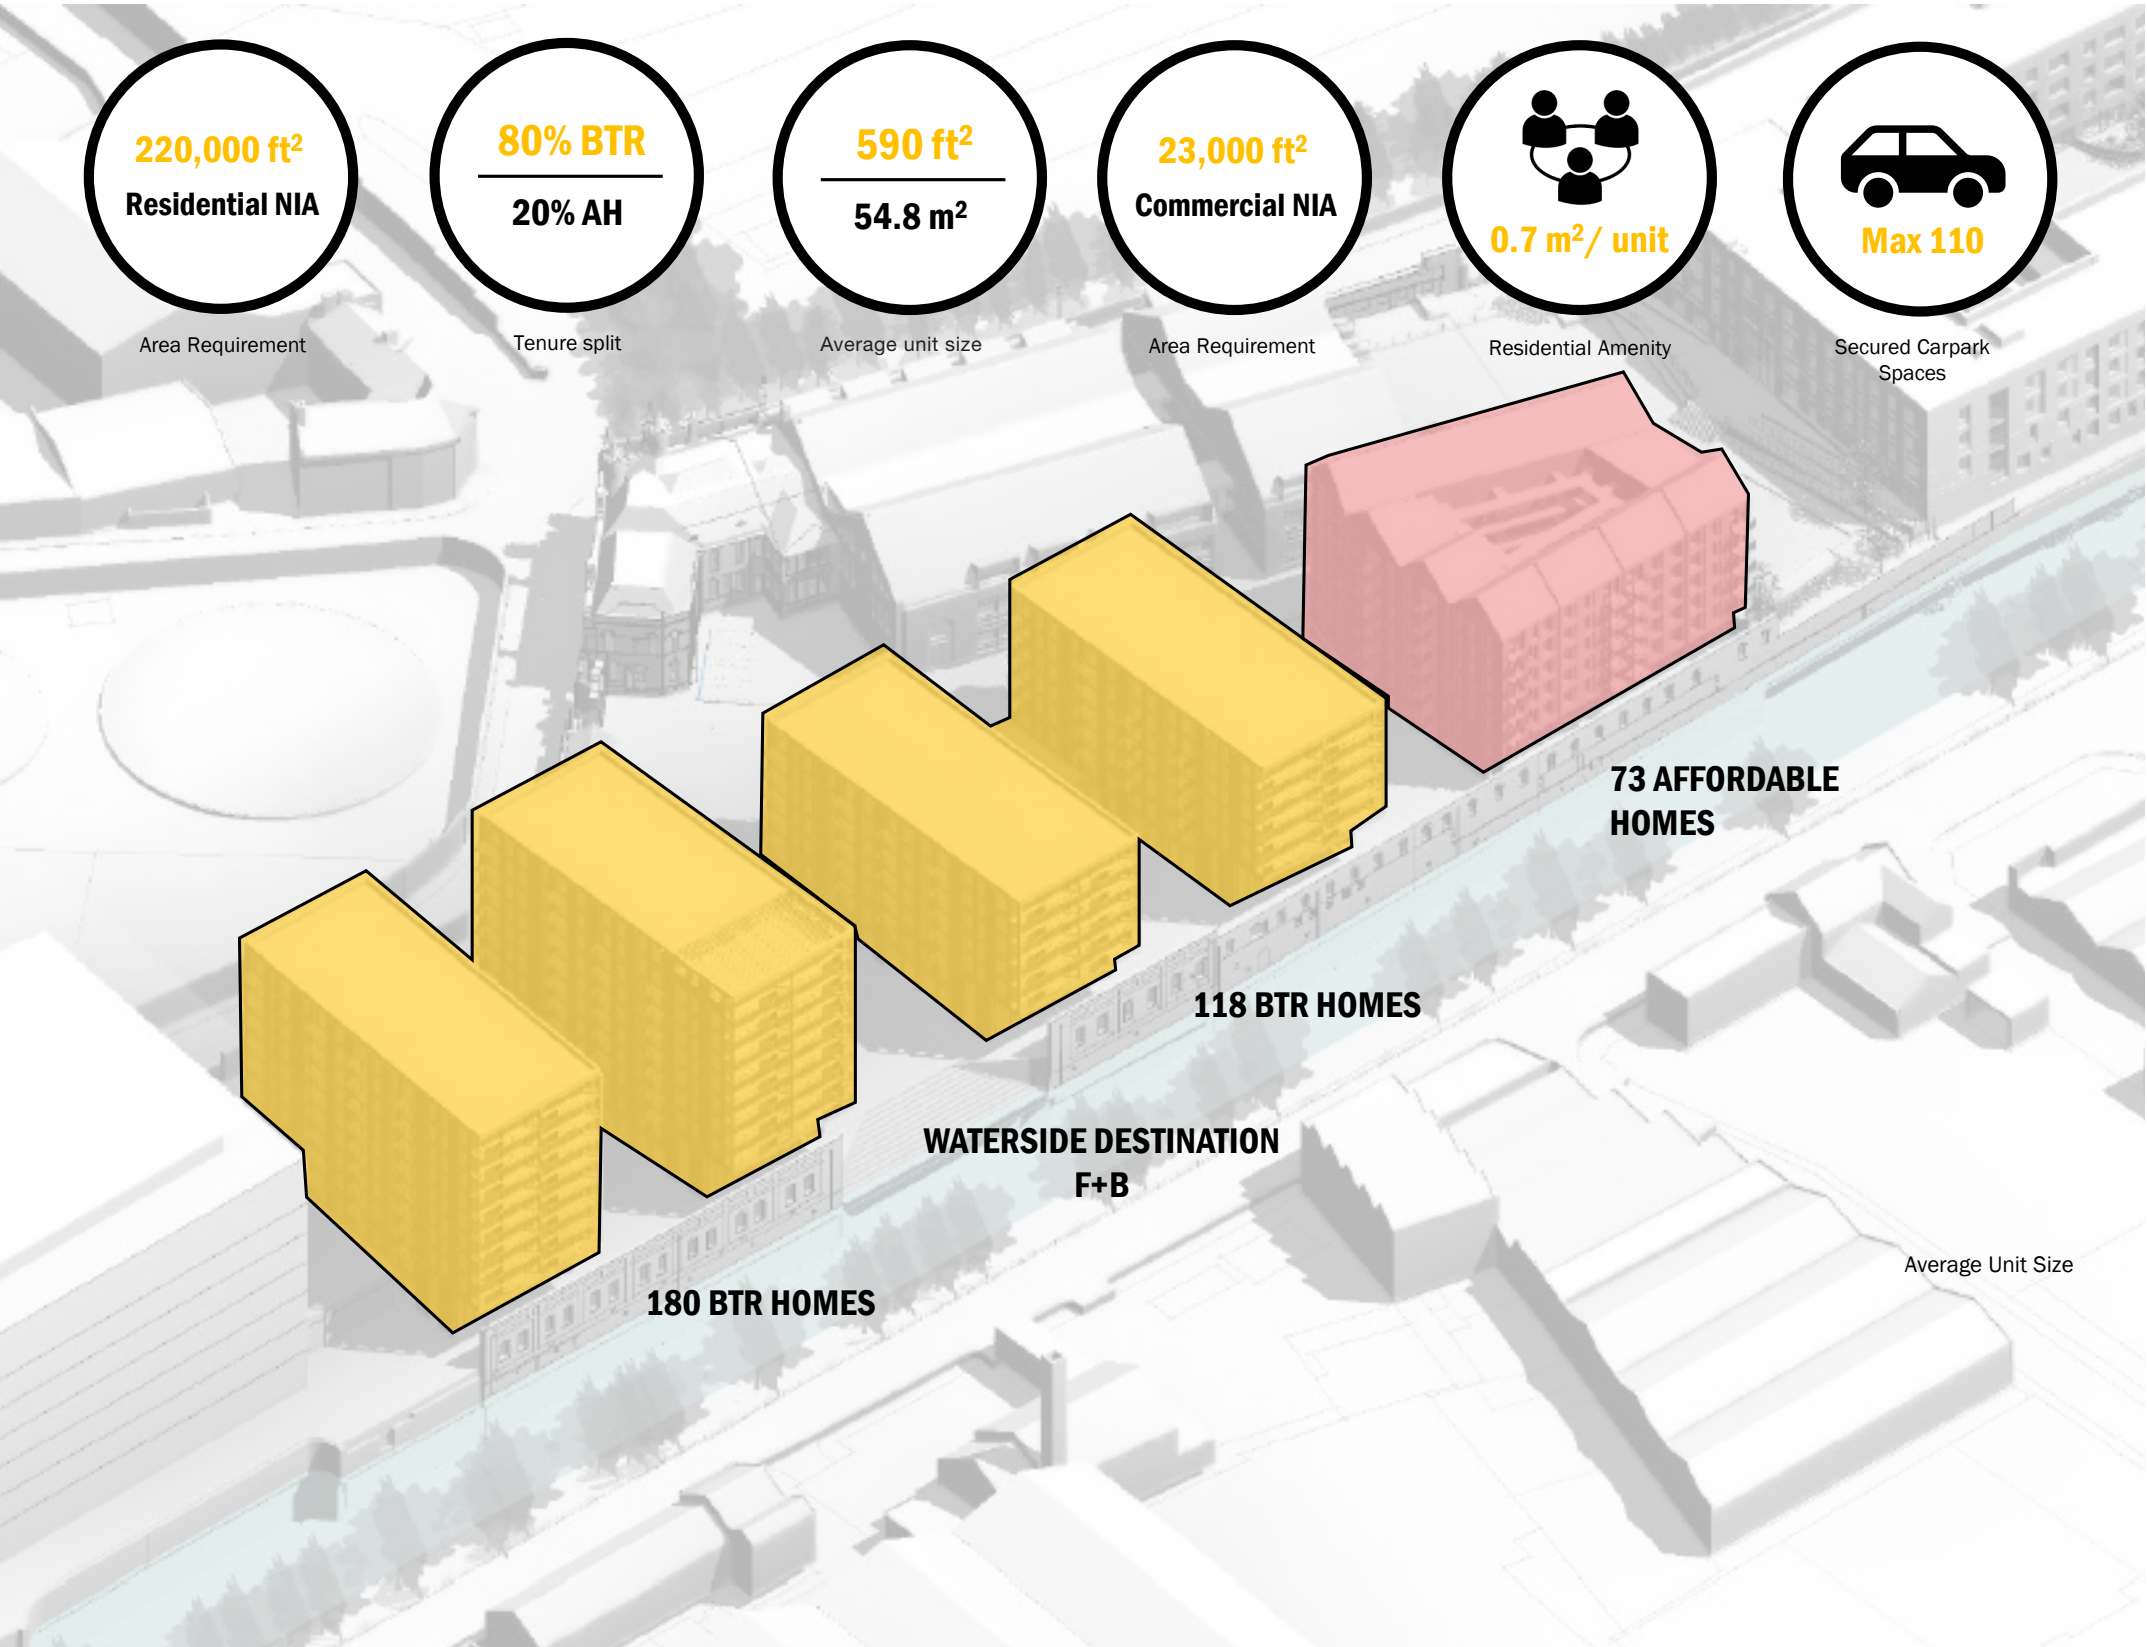 220,000 ft²
Residential NIA
Area Requirement
80% BTR
20% AH
Tenure split
590 ft²
54.8 m²
Average unit size
23,000 ft²
Commercial NIA
Area Requirement
0.7 m²/ unit
Residential Amenity
Max 110
Secured Carpark
Spaces
73 AFFORDABLE
HOMES
118 BTR HOMES
WATERSIDE DESTINATION
F+B
Average Unit Size
180 BTR HOMES